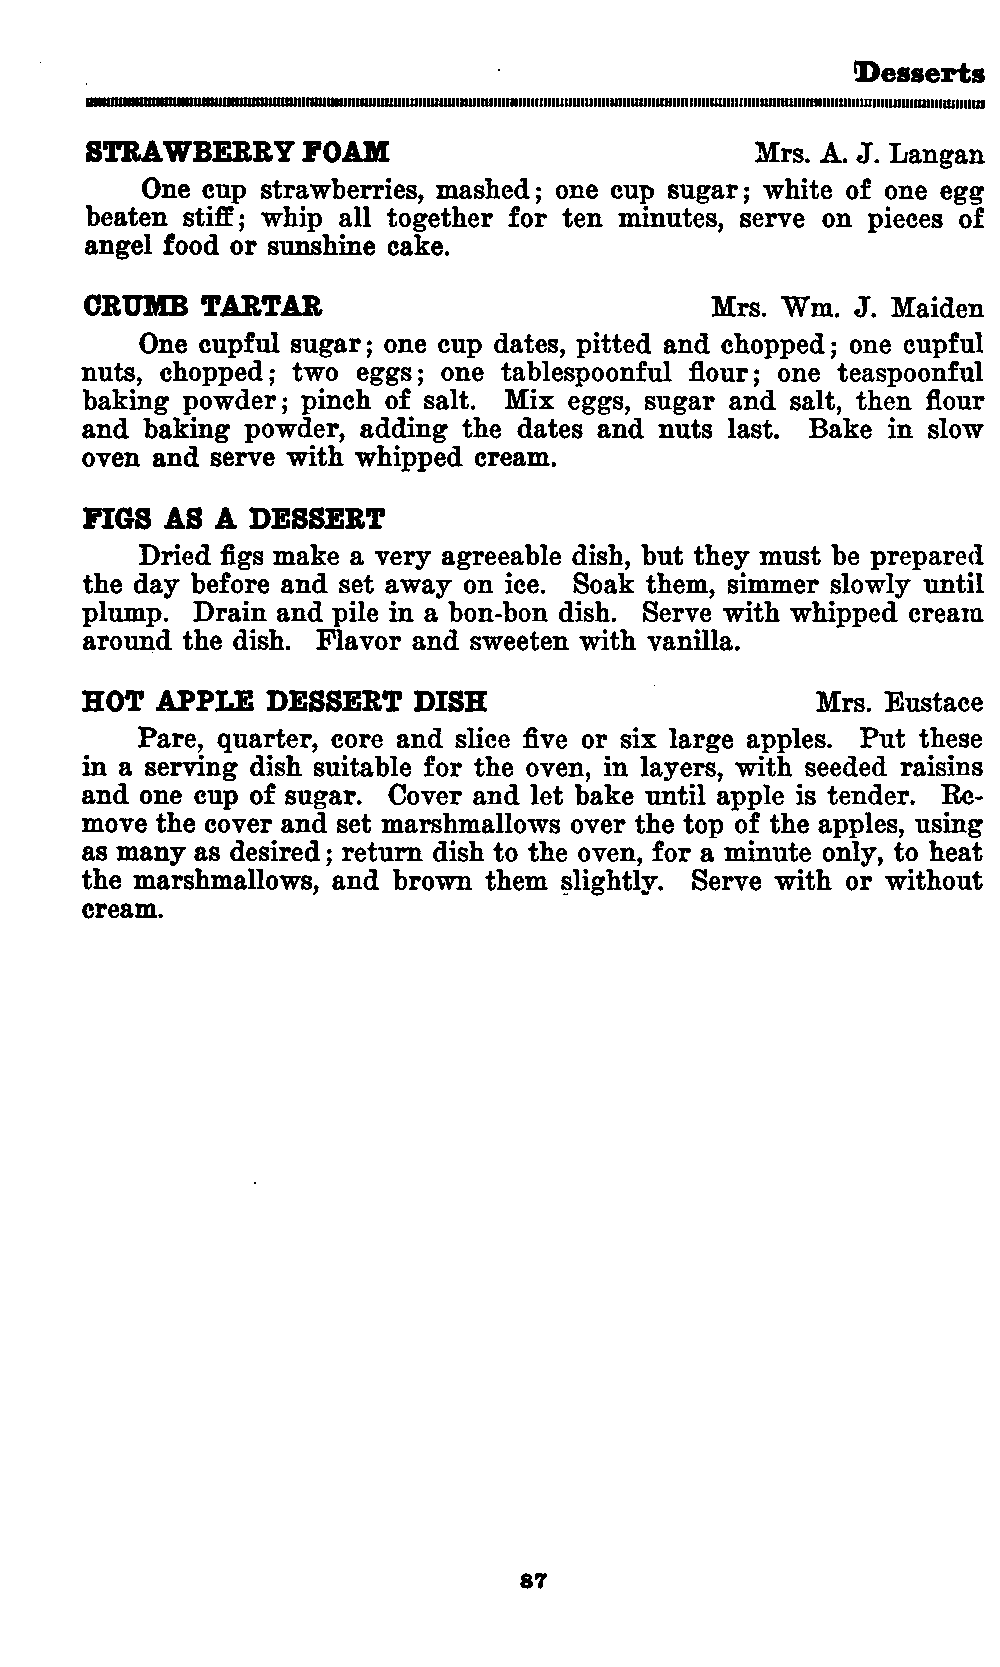 Desserts
STRAWBERRY FOAM Mrs. A. J. Langan
One cup strawberries, mashed; one cup sugar; white of one egg
beaten stiff; whip all together for ten minutes, serve on pieces of
angel food or sunshine cake.
CRUMB TARTAR Mrs. Wm. J. Maiden
One cupful sugar; one cup dates, pitted and chopped; one cupful
nuts, chopped; two eggs; one tablespoonful flour; one teaspoonful
baking powder; pinch of salt. Mix eggs, sugar and salt, then flour
and baking powder, adding the dates and nuts last. Bake in slow
oven and serve with whipped cream.
FIGS AS A DESSERT
Dried figs make a very agreeable dish, but they must be prepared
the day before and set away on ice. Soak them, simmer slowly until
plump. Drain and pile in a bon-bon dish. Serve with whipped cream
around the dish. Flavor and sweeten with vanilla.
HOT APPLE DESSERT DISH Mrs. Eustace
Pare, quarter, core and slice five or six large apples. Put these
in a serving dish suitable for the oven, in layers, with seeded raisins
and one cup of sugar. Cover and let bake until apple is tender. Re-
move the cover and set marshmallows over the top of the apples, using
as many as desired; return dish to the oven, for a minute only, to heat
the marshmallows, and brown them slightly. Serve with or without
cream.
87